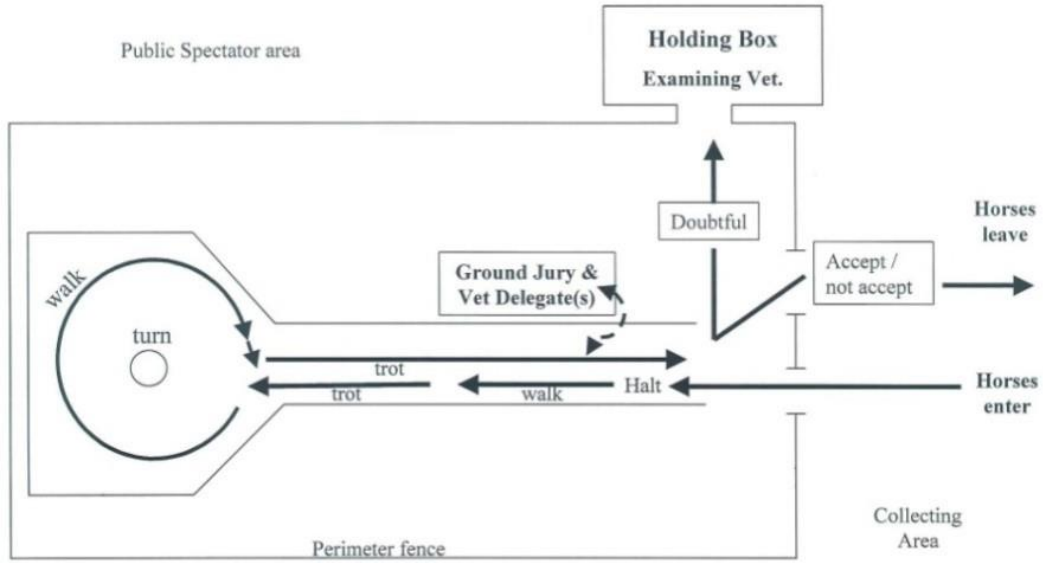 Public Spectator area
Holding Box
Examining Vet.
Doubtful
Horses
leave
Accept /
not accept
Ground Jury &
Vet Delegate(s)
walk
turn
trot
trot
walk
Halt
Horses
enter
Collecting
Area
Perimeter fence